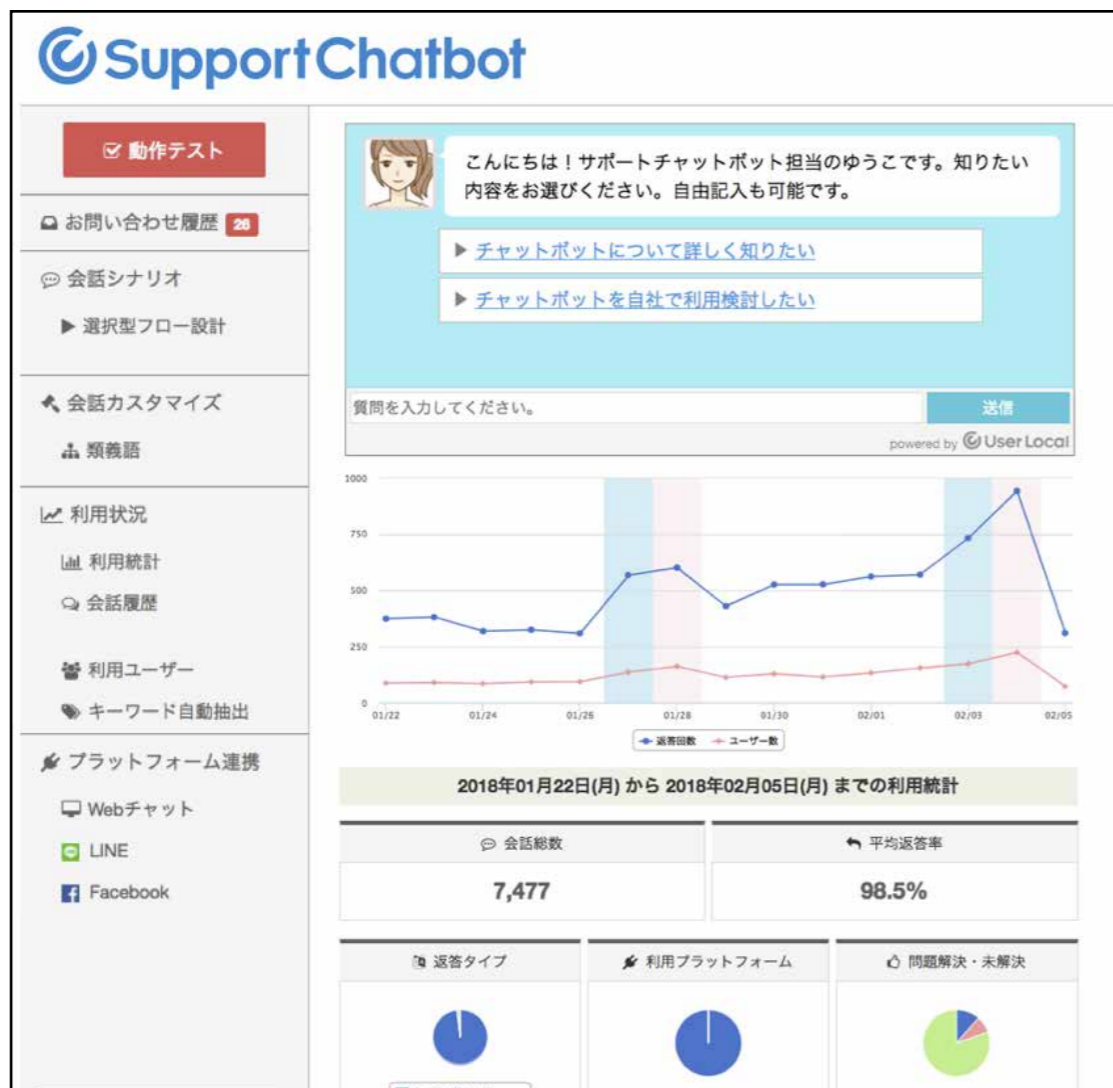 SupportChatbot
動作テスト
お問い合わせ履歴 26
会話シナリオ
選択型フロー設計
会話カスタマイズ
類義語
利用状況
利用統計
会話履歴
利用ユーザー
キーワード自動抽出
プラットフォーム連携
Webチャット
LINE
Facebook
こんにちは！サポートチャットボット担当のゆうこです。知りたい
内容をお選びください。自由記入も可能です。
チャットボットについて詳しく知りたい
チャットボットを自社で利用検討したい
質問を入力してください。 送信
powered by User Local
1000
750
500
250
0
01/22 01/24 01/26 01/28 01/30 02/01 02/03 02/05
返答回数 ユーザー数
2018年01月22日(月) から 2018年02月05日(月) までの利用統計
会話総数 平均返答率
7,477 98.5%
返答タイプ 利用プラットフォーム 問題解決・未解決